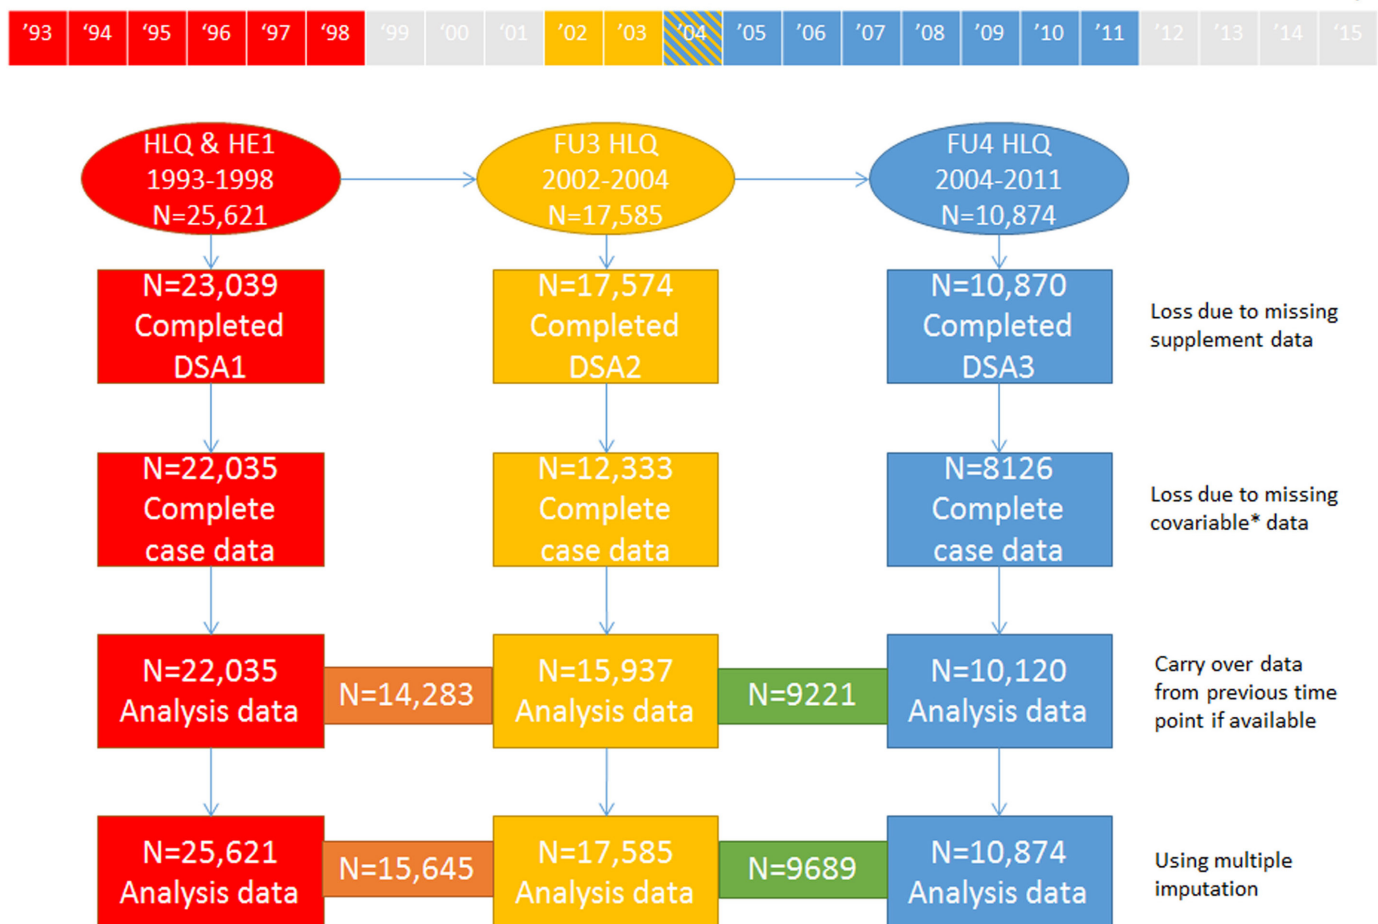 '93 '94 '95 '96 '97 '98 '99 '00 '01 '02 '03 '04 '05 '06 '07 '08 '09 '10 '11 '12 '13 '14 '15
HLQ & HE1
1993-1998
N=25,621
FU3 HLQ
2002-2004
N=17,585
FU4 HLQ
2004-2011
N=10,874
N=23,039
Completed
DSA1
N=17,574
Completed
DSA2
N=10,870
Completed
DSA3
Loss due to missing
supplement data
N=22,035
Complete
case data
N=12,333
Complete
case data
N=8126
Complete
case data
Loss due to missing
covariable* data
N=22,035
Analysis data
N=14,283
N=15,937
Analysis data
N=9221
N=10,120
Analysis data
Carry over data
from previous time
point if available
N=25,621
Analysis data
N=15,645
N=17,585
Analysis data
N=9689
N=10,874
Analysis data
Using multiple
imputation